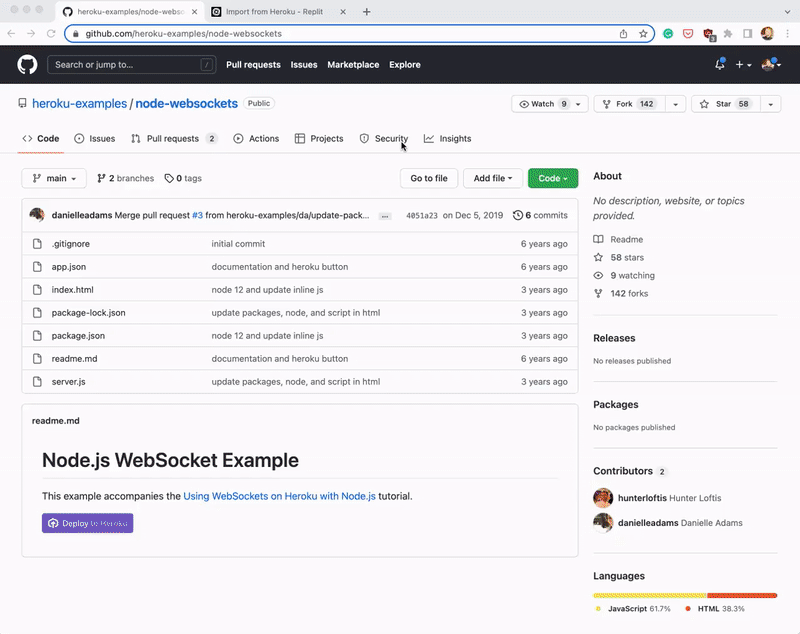 heroku-examples/node-webso
Import from Heroku - Replit
github.com/heroku-examples/node-websockets
Search or jump to...
/
Pull requests
Issues
Marketplace
Explore
heroku-examples / node-websockets
Public
Watch 9
Fork 142
Star 58
Code
Issues
Pull requests 2
Actions
Projects
Security
Insights
main
2 branches
0 tags
Go to file
Add file
Code
danielleadams Merge pull request #3 from heroku-examples/da/update-pack... ... 4051a23 on Dec 5, 2019 6 commits
.gitignore initial commit 6 years ago
app.json documentation and heroku button 6 years ago
index.html node 12 and update inline js 3 years ago
package-lock.json update packages, node, and script in html 3 years ago
package.json node 12 and update inline js 3 years ago
readme.md documentation and heroku button 6 years ago
server.js update packages, node, and script in html 3 years ago
readme.md
Node.js WebSocket Example
This example accompanies the Using WebSockets on Heroku with Node.js tutorial.
Deploy to Heroku
About
No description, website, or topics
provided.
Readme
58 stars
9 watching
142 forks
Releases
No releases published
Packages
No packages published
Contributors 2
hunterloftis Hunter Loftis
danielleadams Danielle Adams
Languages
JavaScript 61.7%
HTML 38.3%